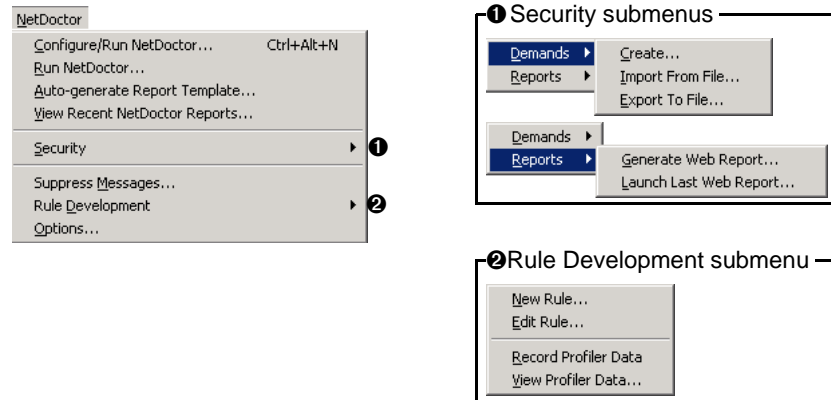 NetDoctor
Configure/Run NetDoctor... Ctrl+Alt+N
Run NetDoctor...
Auto-generate Report Template...
View Recent NetDoctor Reports...
Security ❶
Suppress Messages...
Rule Development ❷
Options...
❶ Security submenus
Demands Create...
Reports Import From File...
Export To File...
Demands
Reports Generate Web Report...
Launch Last Web Report...
❷Rule Development submenu
New Rule...
Edit Rule...
Record Profiler Data
View Profiler Data...